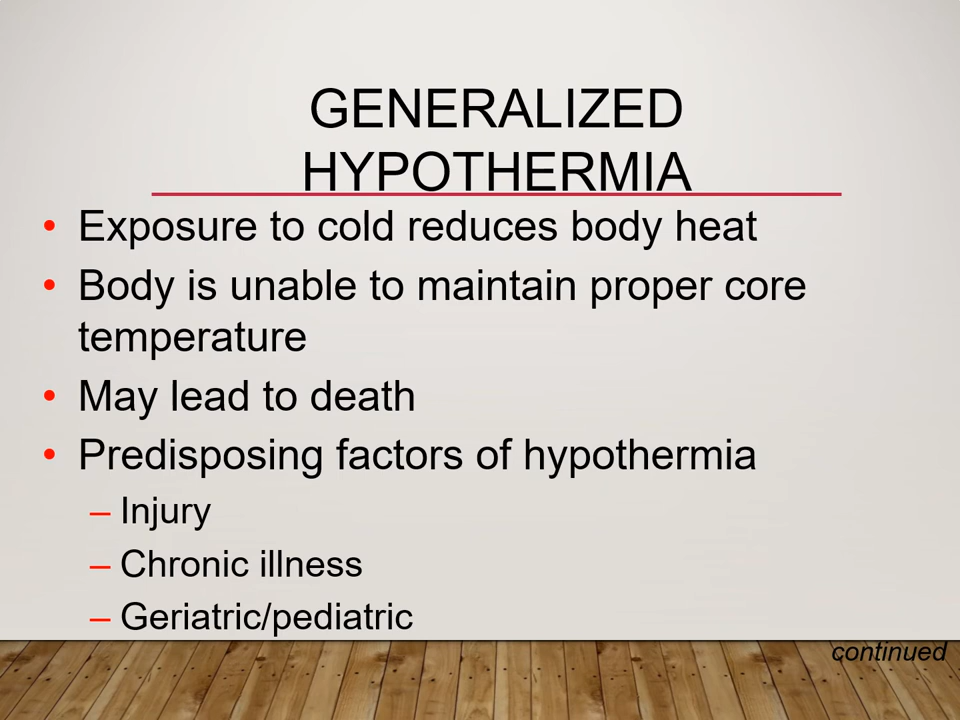 GENERALIZED
HYPOTHERMIA
• Exposure to cold reduces body heat
• Body is unable to maintain proper core
temperature
• May lead to death
• Predisposing factors of hypothermia
– Injury
– Chronic illness
– Geriatric/pediatric
continued